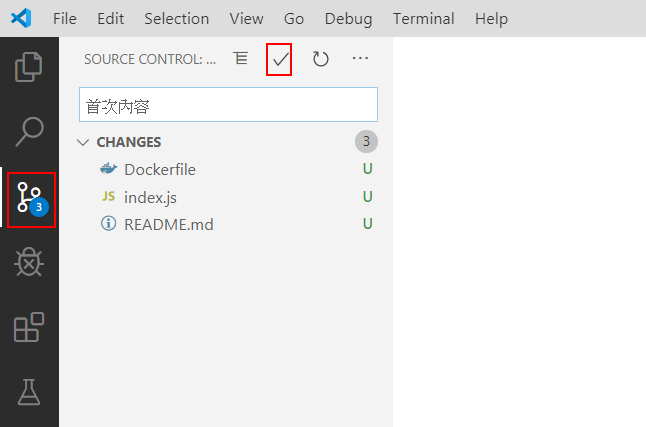 File Edit Selection View Go Debug Terminal Help
SOURCE CONTROL: ...
首次內容
CHANGES 3
Dockerfile U
JS index.js U
3
README.md U